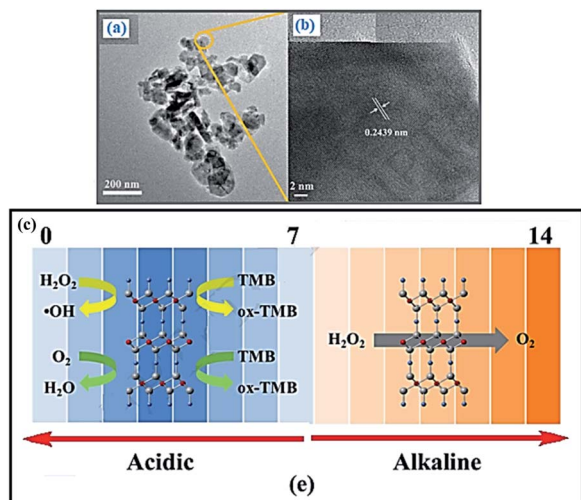 (a)
(b)
0.2439 nm
200 nm
2 nm
(c)
0 7 14
H₂O₂ TMB
•OH ox-TMB
H₂O₂ O₂
O₂ TMB
H₂O ox-TMB
Acidic Alkaline
(e)